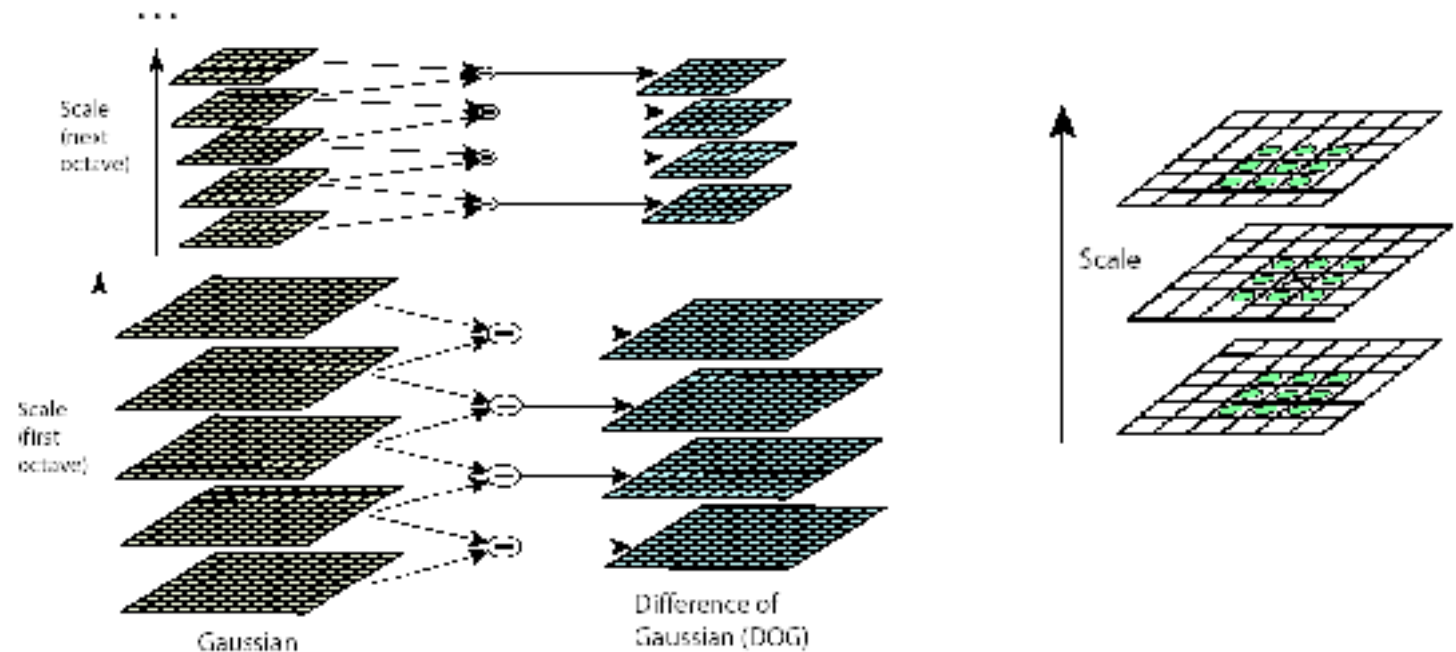 ...
Scale
(next
octave)
Scale
(first
octave)
Gaussian
Difference of
Gaussian (DOG)
Scale